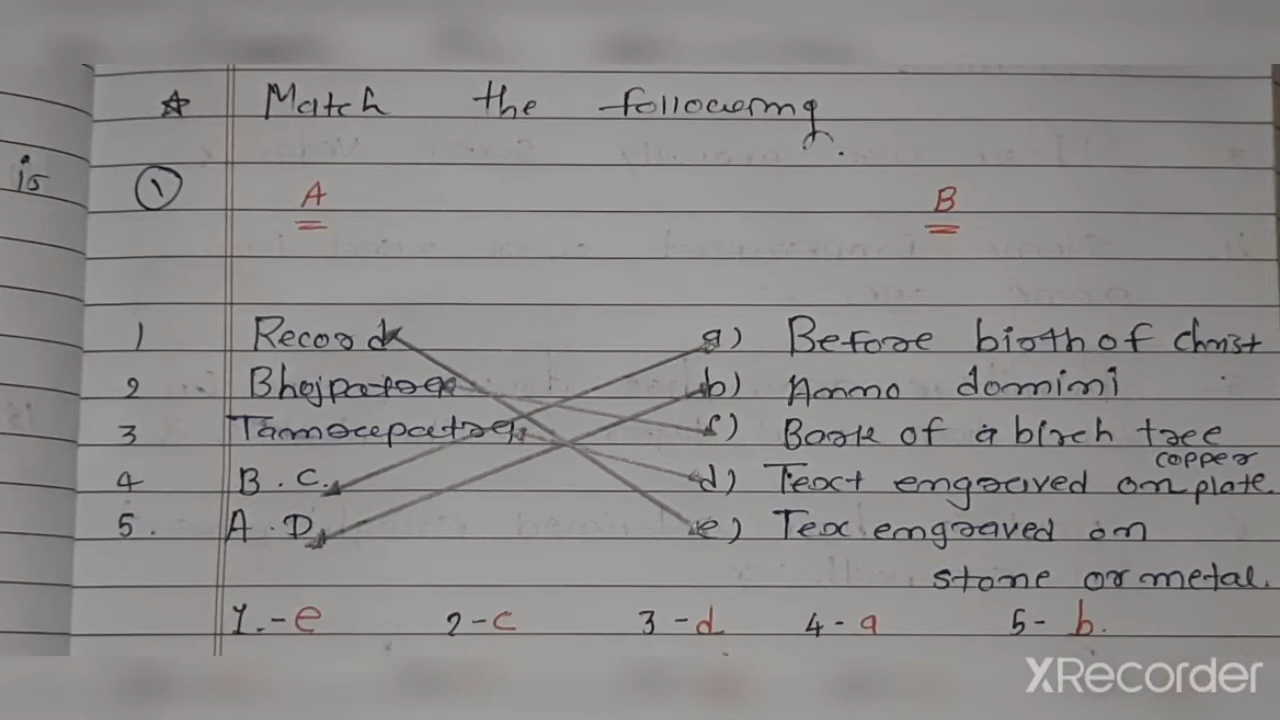 ☆ Match the following.
is
① A B
1 Record a) Before birth of christ
2 Bhojpatra b) Anno domini
3 Tamrapatra c) Bark of a birch tree
4 B.C. d) Text engraved on copper plate.
5. A.D. e) Tex engraved on
stone or metal.
1.-e 2-c 3-d 4-a 5-b.
XRecorder